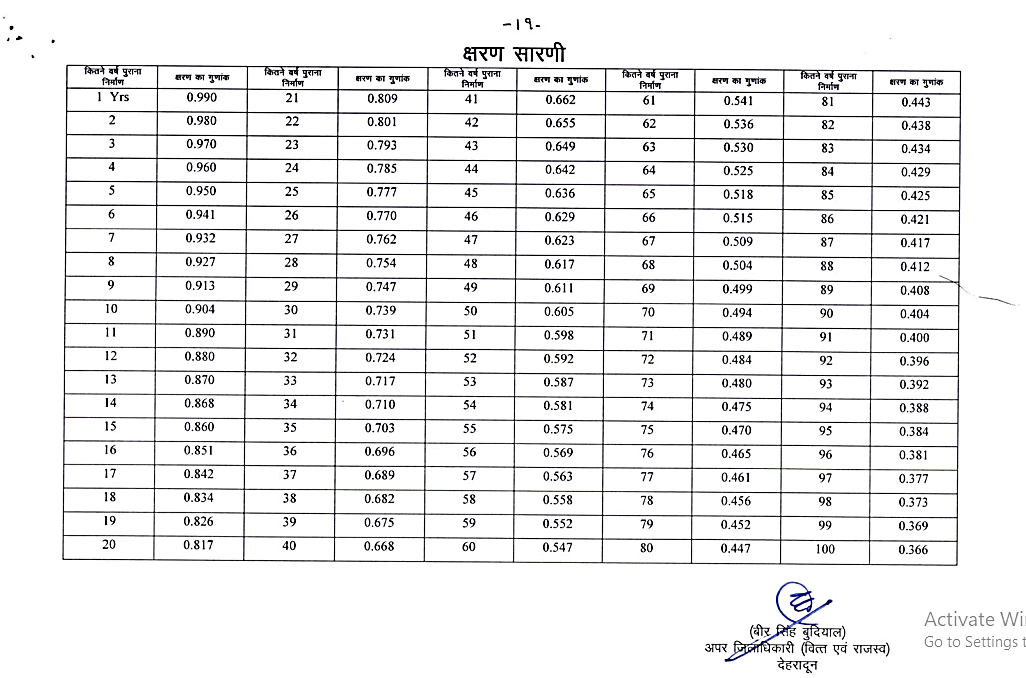 -१९-
क्षरण सारणी
कितने वर्ष पुराना निर्माण क्षरण का गुणांक कितने वर्ष पुराना निर्माण क्षरण का गुणांक कितने वर्ष पुराना निर्माण क्षरण का गुणांक कितने वर्ष पुराना निर्माण क्षरण का गुणांक कितने वर्ष पुराना निर्माण क्षरण का गुणांक
1 Yrs 0.990 21 0.809 41 0.662 61 0.541 81 0.443
2 0.980 22 0.801 42 0.655 62 0.536 82 0.438
3 0.970 23 0.793 43 0.649 63 0.530 83 0.434
4 0.960 24 0.785 44 0.642 64 0.525 84 0.429
5 0.950 25 0.777 45 0.636 65 0.518 85 0.425
6 0.941 26 0.770 46 0.629 66 0.515 86 0.421
7 0.932 27 0.762 47 0.623 67 0.509 87 0.417
8 0.927 28 0.754 48 0.617 68 0.504 88 0.412
9 0.913 29 0.747 49 0.611 69 0.499 89 0.408
10 0.904 30 0.739 50 0.605 70 0.494 90 0.404
11 0.890 31 0.731 51 0.598 71 0.489 91 0.400
12 0.880 32 0.724 52 0.592 72 0.484 92 0.396
13 0.870 33 0.717 53 0.587 73 0.480 93 0.392
14 0.868 34 0.710 54 0.581 74 0.475 94 0.388
15 0.860 35 0.703 55 0.575 75 0.470 95 0.384
16 0.851 36 0.696 56 0.569 76 0.465 96 0.381
17 0.842 37 0.689 57 0.563 77 0.461 97 0.377
18 0.834 38 0.682 58 0.558 78 0.456 98 0.373
19 0.826 39 0.675 59 0.552 79 0.452 99 0.369
20 0.817 40 0.668 60 0.547 80 0.447 100 0.366
(बीर सिंह बुदियाल)
अपर जिलाधिकारी (वित्त एवं राजस्व)
देहरादून
Activate Wi
Go to Settings t